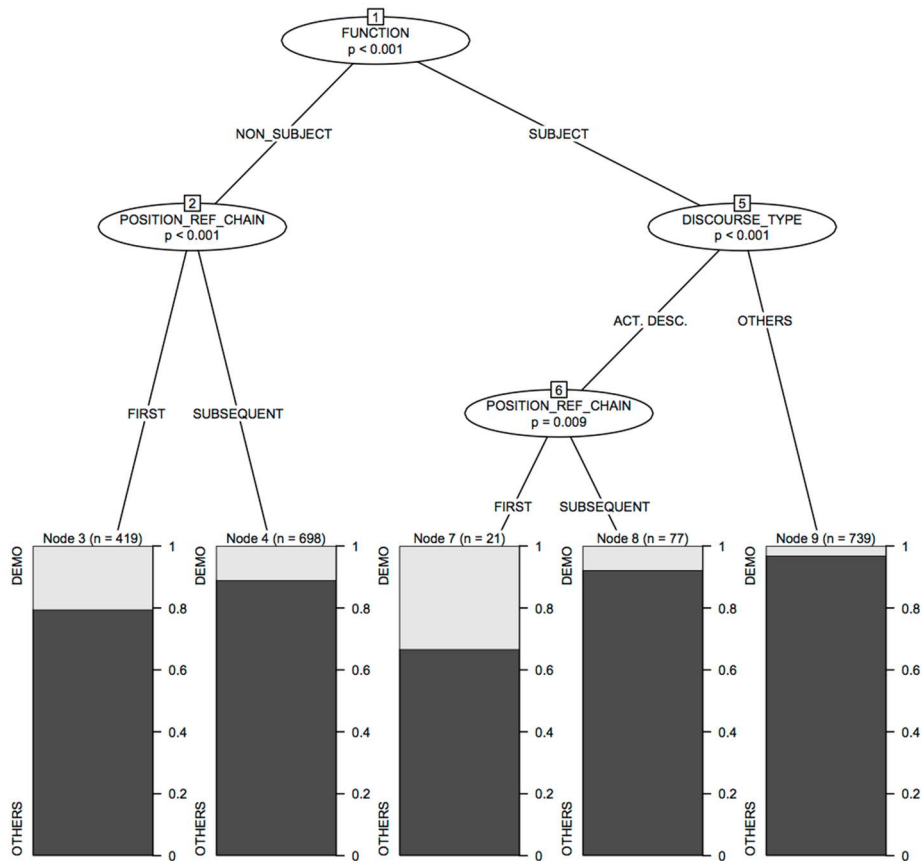 1
FUNCTION
p < 0.001
NON_SUBJECT
SUBJECT
2
POSITION_REF_CHAIN
p < 0.001
5
DISCOURSE_TYPE
p < 0.001
ACT. DESC.
OTHERS
6
POSITION_REF_CHAIN
p = 0.009
FIRST
SUBSEQUENT
FIRST
SUBSEQUENT
Node 3 (n = 419)
DEMO
OTHERS
1
0.8
0.6
0.4
0.2
0
Node 4 (n = 698)
DEMO
OTHERS
1
0.8
0.6
0.4
0.2
0
Node 7 (n = 21)
DEMO
OTHERS
1
0.8
0.6
0.4
0.2
0
Node 8 (n = 77)
DEMO
OTHERS
1
0.8
0.6
0.4
0.2
0
Node 9 (n = 739)
DEMO
OTHERS
1
0.8
0.6
0.4
0.2
0